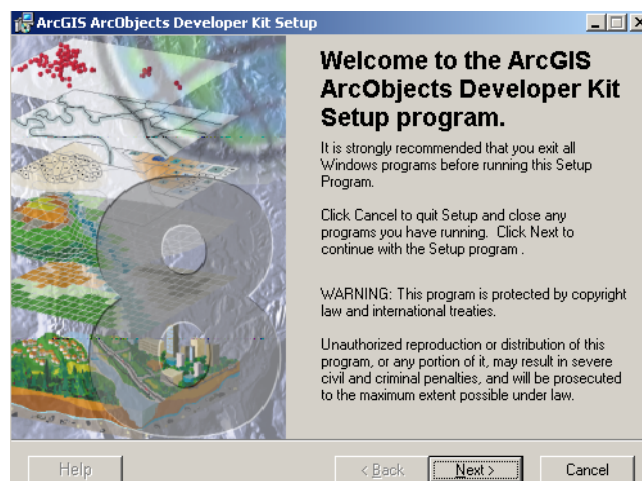 ArcGIS ArcObjects Developer Kit Setup
Welcome to the ArcGIS
ArcObjects Developer Kit
Setup program.
It is strongly recommended that you exit all
Windows programs before running this Setup
Program.
Click Cancel to quit Setup and close any
programs you have running. Click Next to
continue with the Setup program .
WARNING: This program is protected by copyright
law and international treaties.
Unauthorized reproduction or distribution of this
program, or any portion of it, may result in severe
civil and criminal penalties, and will be prosecuted
to the maximum extent possible under law.
8
Help
< Back
Next >
Cancel